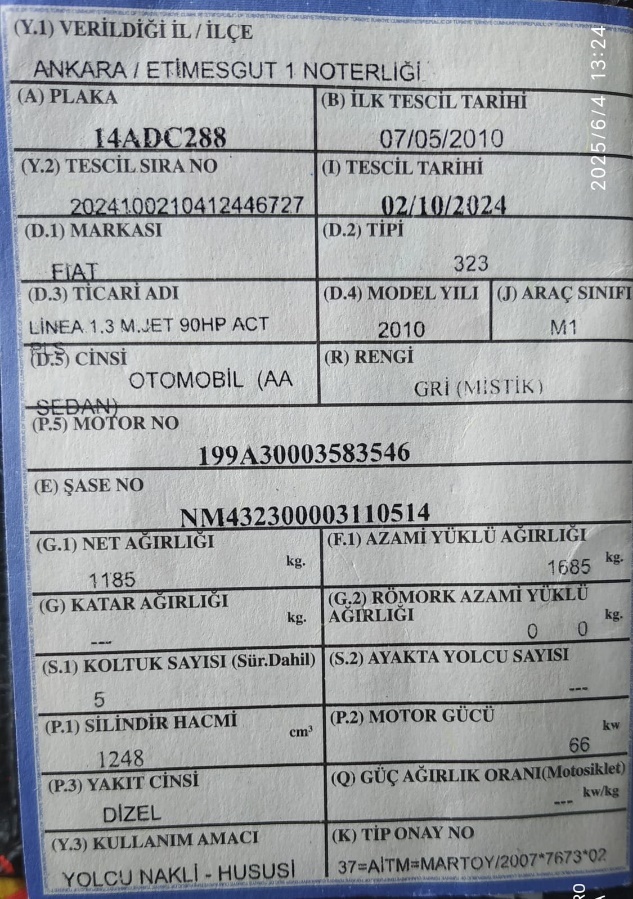 (Y.1) VERİLDİĞİ İL / İLÇE
ANKARA / ETİMESGUT 1 NOTERLİĞİ
(A) PLAKA
14ADC288
(B) İLK TESCİL TARİHİ
07/05/2010
(Y.2) TESCİL SIRA NO
2024100210412446727
(I) TESCİL TARİHİ
02/10/2024
(D.1) MARKASI
FIAT
(D.2) TİPİ
323
(D.3) TİCARİ ADI
LİNEA 1.3 M.JET 90HP ACT
PLS
(D.4) MODEL YILI
2010
(J) ARAÇ SINIFI
M1
(D.5) CİNSİ
OTOMOBİL (AA
SEDAN)
(R) RENGİ
GRİ (MİSTİK)
(P.5) MOTOR NO
199A30003583546
(E) ŞASE NO
NM432300003110514
(G.1) NET AĞIRLIĞI
kg.
1185
(F.1) AZAMİ YÜKLÜ AĞIRLIĞI
1685 kg.
(G) KATAR AĞIRLIĞI
kg.
---
(G.2) RÖMORK AZAMİ YÜKLÜ
AĞIRLIĞI
kg.
0 0
(S.1) KOLTUK SAYISI (Sür.Dahil)
5
(S.2) AYAKTA YOLCU SAYISI
---
(P.1) SİLİNDİR HACMİ
cm³
1248
(P.2) MOTOR GÜCÜ
kw
66
(P.3) YAKIT CİNSİ
DİZEL
(Q) GÜÇ AĞIRLIK ORANI(Motosiklet)
--- kw/kg
(Y.3) KULLANIM AMACI
YOLCU NAKLİ - HUSUSİ
(K) TİP ONAY NO
37=AİTM=MARTOY/2007*7673*02
2025/6/4 13:24